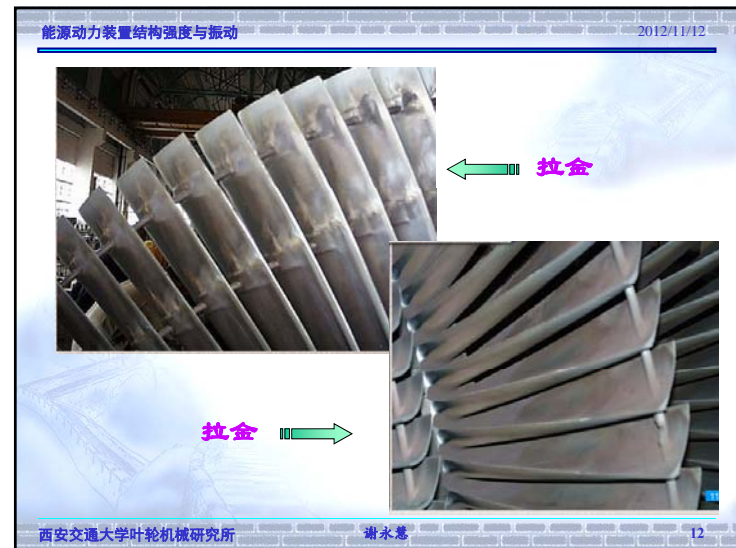 能源动力装置结构强度与振动
2012/11/12
拉金
拉金
11
西安交通大学叶轮机械研究所
谢永慧
12